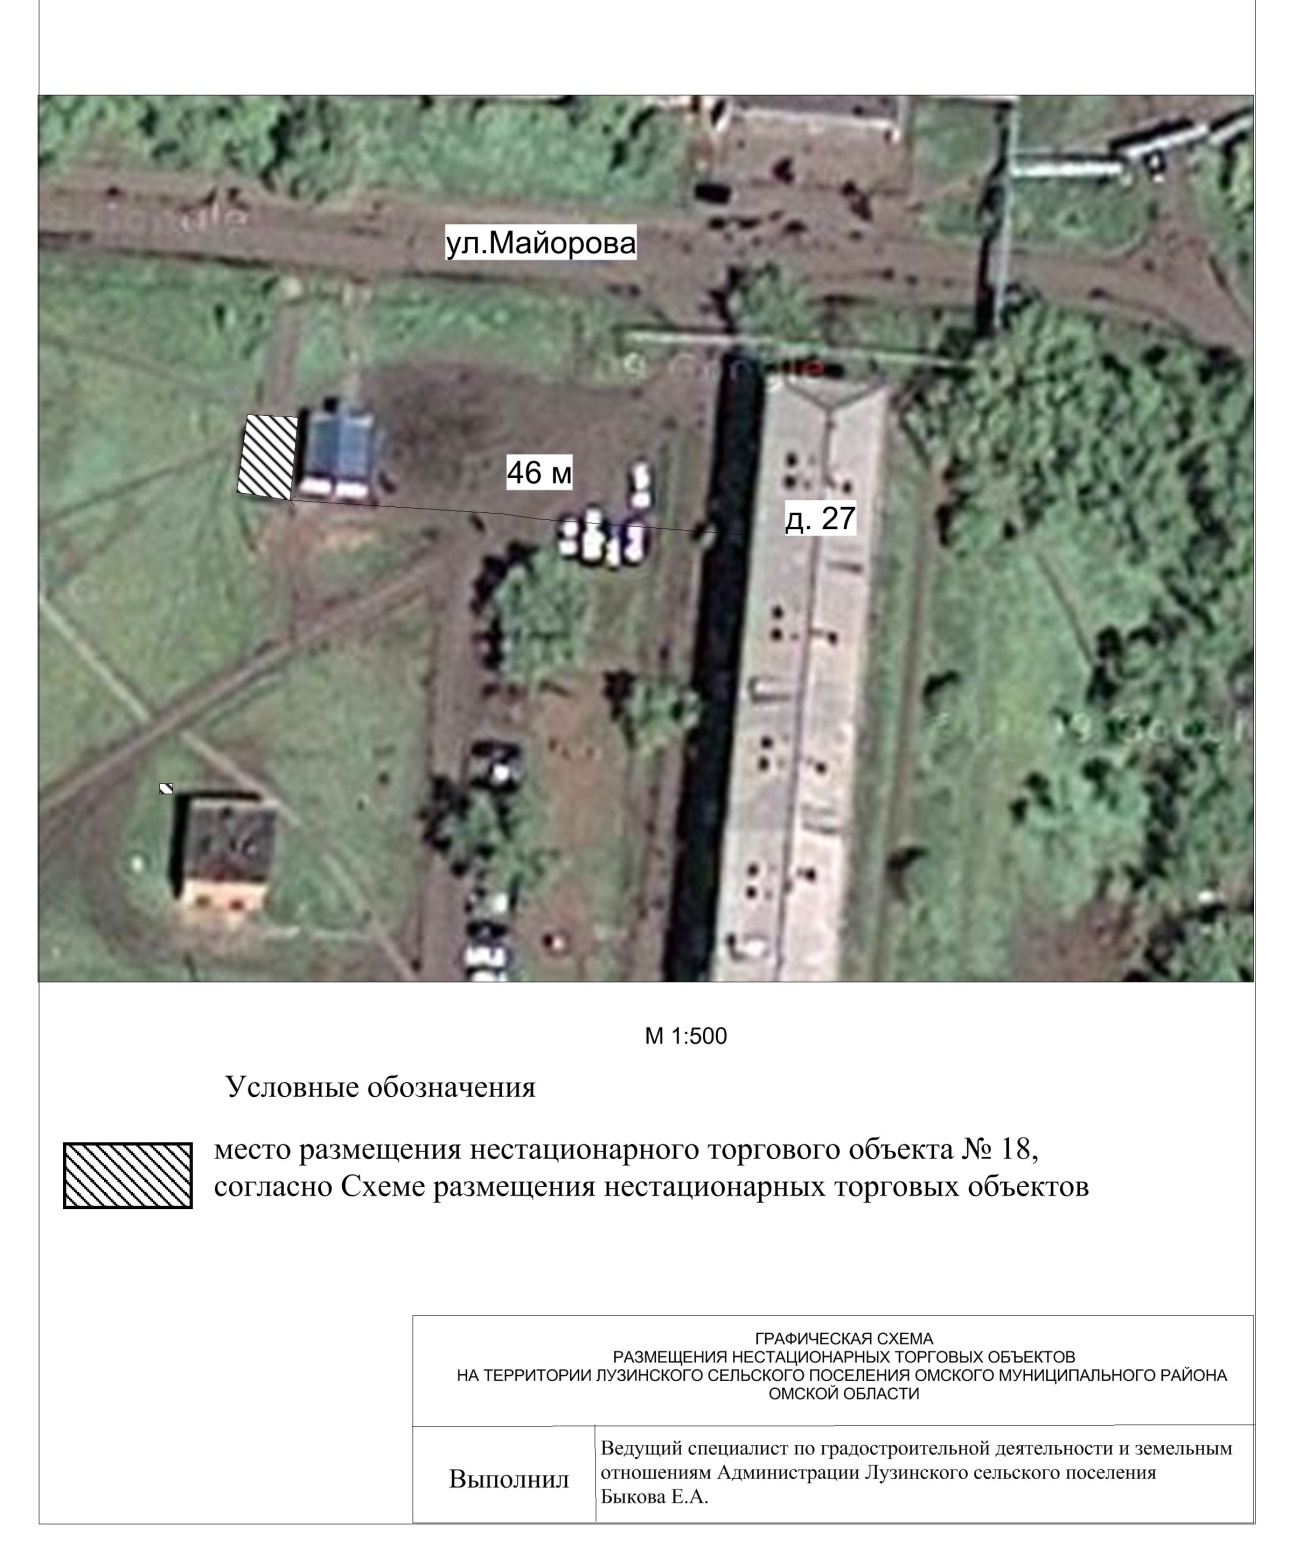 ул.Майорова
46 м
д. 27
М 1:500
Условные обозначения
место размещения нестационарного торгового объекта № 18,
согласно Схеме размещения нестационарных торговых объектов
ГРАФИЧЕСКАЯ СХЕМА
РАЗМЕЩЕНИЯ НЕСТАЦИОНАРНЫХ ТОРГОВЫХ ОБЪЕКТОВ
НА ТЕРРИТОРИИ ЛУЗИНСКОГО СЕЛЬСКОГО ПОСЕЛЕНИЯ ОМСКОГО МУНИЦИПАЛЬНОГО РАЙОНА
ОМСКОЙ ОБЛАСТИ
Выполнил
Ведущий специалист по градостроительной деятельности и земельным
отношениям Администрации Лузинского сельского поселения
Быкова Е.А.